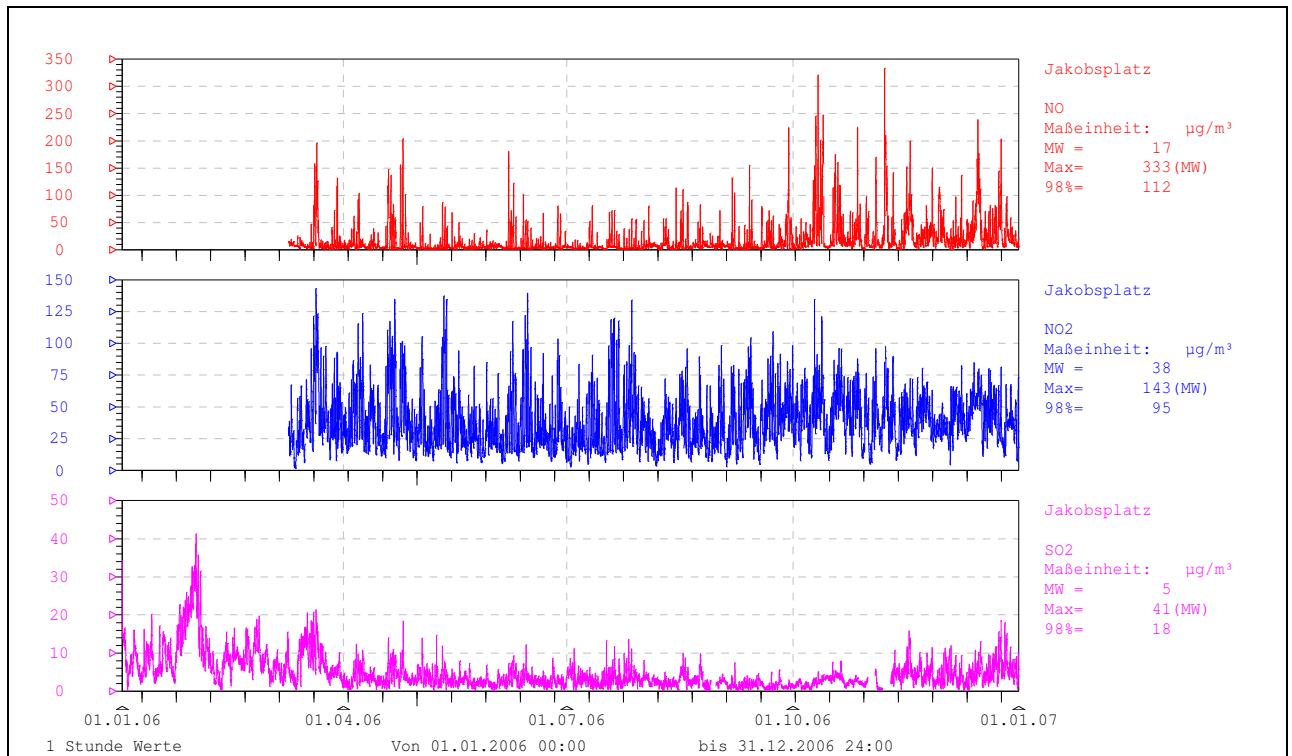 350
300
250
200
150
100
50
0
Jakobsplatz
NO
Maßeinheit: µg/m³
MW = 17
Max= 333(MW)
98%= 112
150
125
100
75
50
25
0
Jakobsplatz
NO2
Maßeinheit: µg/m³
MW = 38
Max= 143(MW)
98%= 95
50
40
30
20
10
0
Jakobsplatz
SO2
Maßeinheit: µg/m³
MW = 5
Max= 41(MW)
98%= 18
01.01.06 01.04.06 01.07.06 01.10.06 01.01.07
1 Stunde Werte Von 01.01.2006 00:00 bis 31.12.2006 24:00